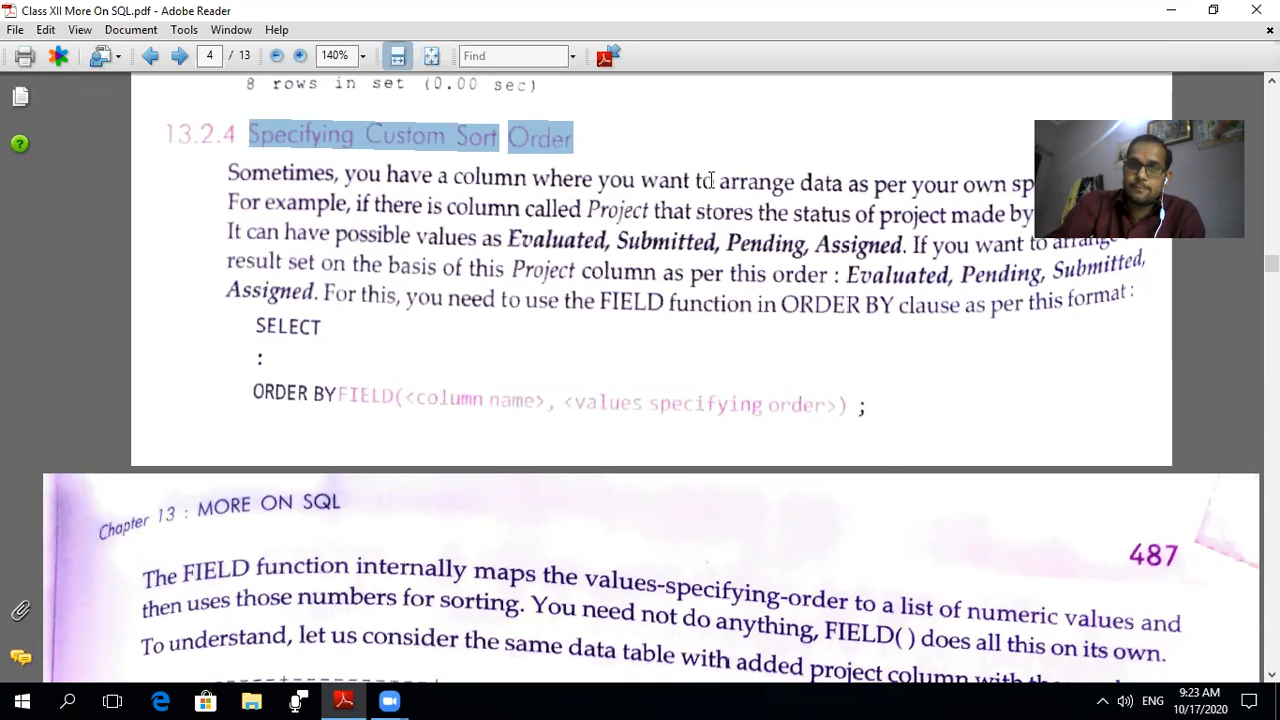 Class XII More On SQL.pdf - Adobe Reader
File Edit View Document Tools Window Help
4 / 13 140% Find
8 rows in set (0.00 sec)
13.2.4 Specifying Custom Sort Order
Sometimes, you have a column where you want to arrange data as per your own sp
For example, if there is column called Project that stores the status of project made by
It can have possible values as Evaluated, Submitted, Pending, Assigned. If you want to arrange
result set on the basis of this Project column as per this order : Evaluated, Pending, Submitted,
Assigned. For this, you need to use the FIELD function in ORDER BY clause as per this format :
SELECT
:
ORDER BY FIELD(<column name>, <values specifying order>) ;
Chapter 13 : MORE ON SQL
487
The FIELD function internally maps the values-specifying-order to a list of numeric values and
then uses those numbers for sorting. You need not do anything, FIELD( ) does all this on its own.
To understand, let us consider the same data table with added project column with
ENG
9:23 AM
10/17/2020